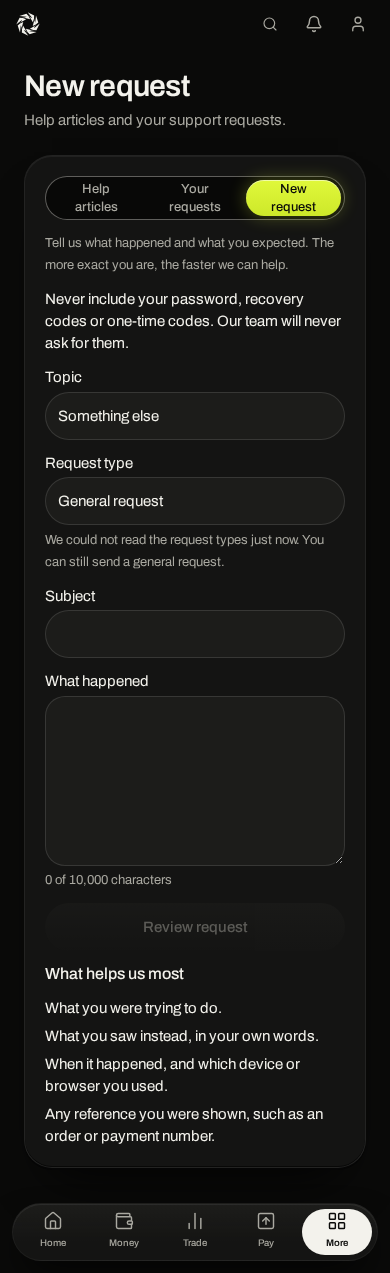 New request
Help articles and your support requests.
Help
articles
Your
requests
New
request
Tell us what happened and what you expected. The
more exact you are, the faster we can help.
Never include your password, recovery
codes or one-time codes. Our team will never
ask for them.
Topic
Something else
Request type
General request
We could not read the request types just now. You
can still send a general request.
Subject
What happened
0 of 10,000 characters
Review request
What helps us most
What you were trying to do.
What you saw instead, in your own words.
When it happened, and which device or
browser you used.
Any reference you were shown, such as an
order or payment number.
Home
Money
Trade
Pay
More